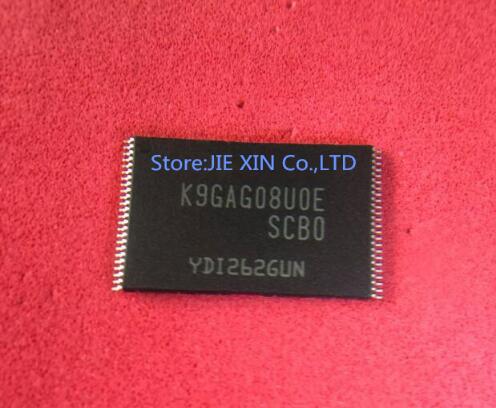 Store:JIE XIN Co.,LTD
K9GAG08U0E
SCB0
YDI262GUN